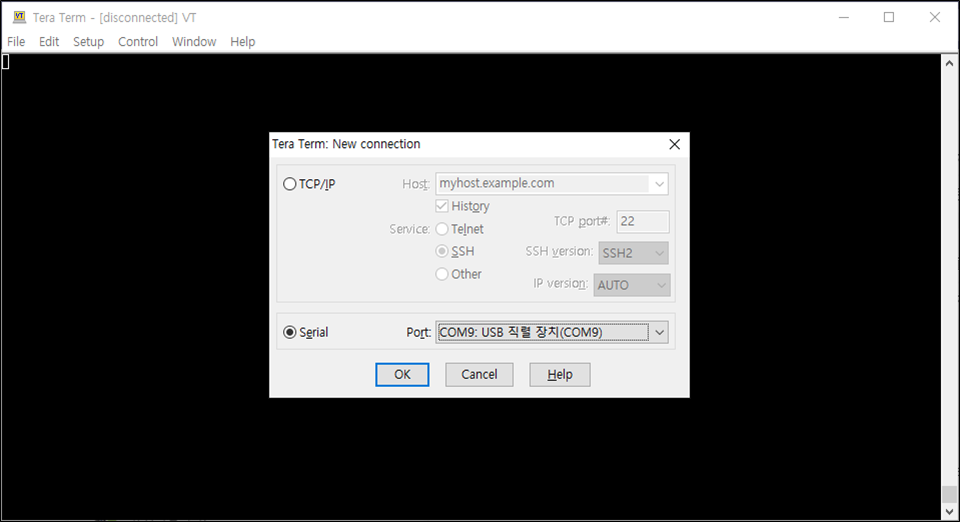 Tera Term - [disconnected] VT
File Edit Setup Control Window Help
Tera Term: New connection
TCP/IP Host: myhost.example.com
History
Service: Telnet TCP port#: 22
SSH SSH version: SSH2
Other IP version: AUTO
Serial Port: COM9: USB 직렬 장치(COM9)
OK Cancel Help